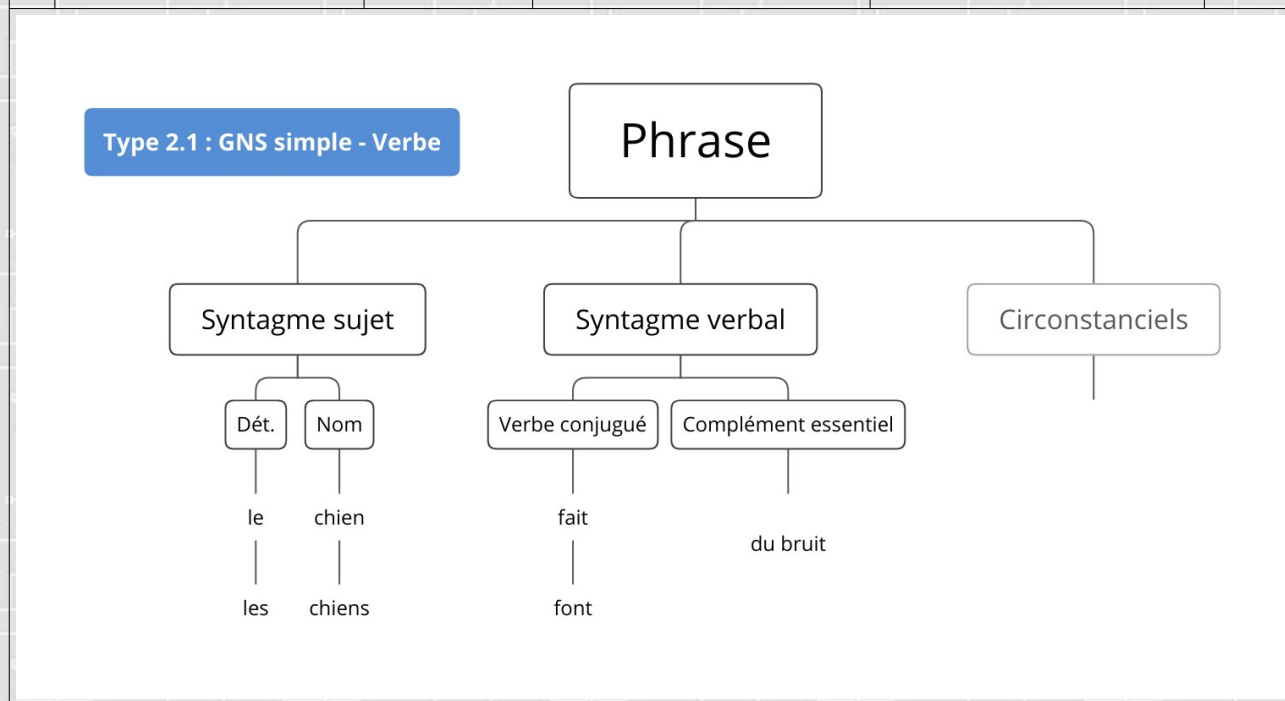 Type 2.1 : GNS simple - Verbe
Phrase
Syntagme sujet
Syntagme verbal
Circonstanciels
Dét.
Nom
Verbe conjugué
Complément essentiel
le
chien
fait
du bruit
les
chiens
font